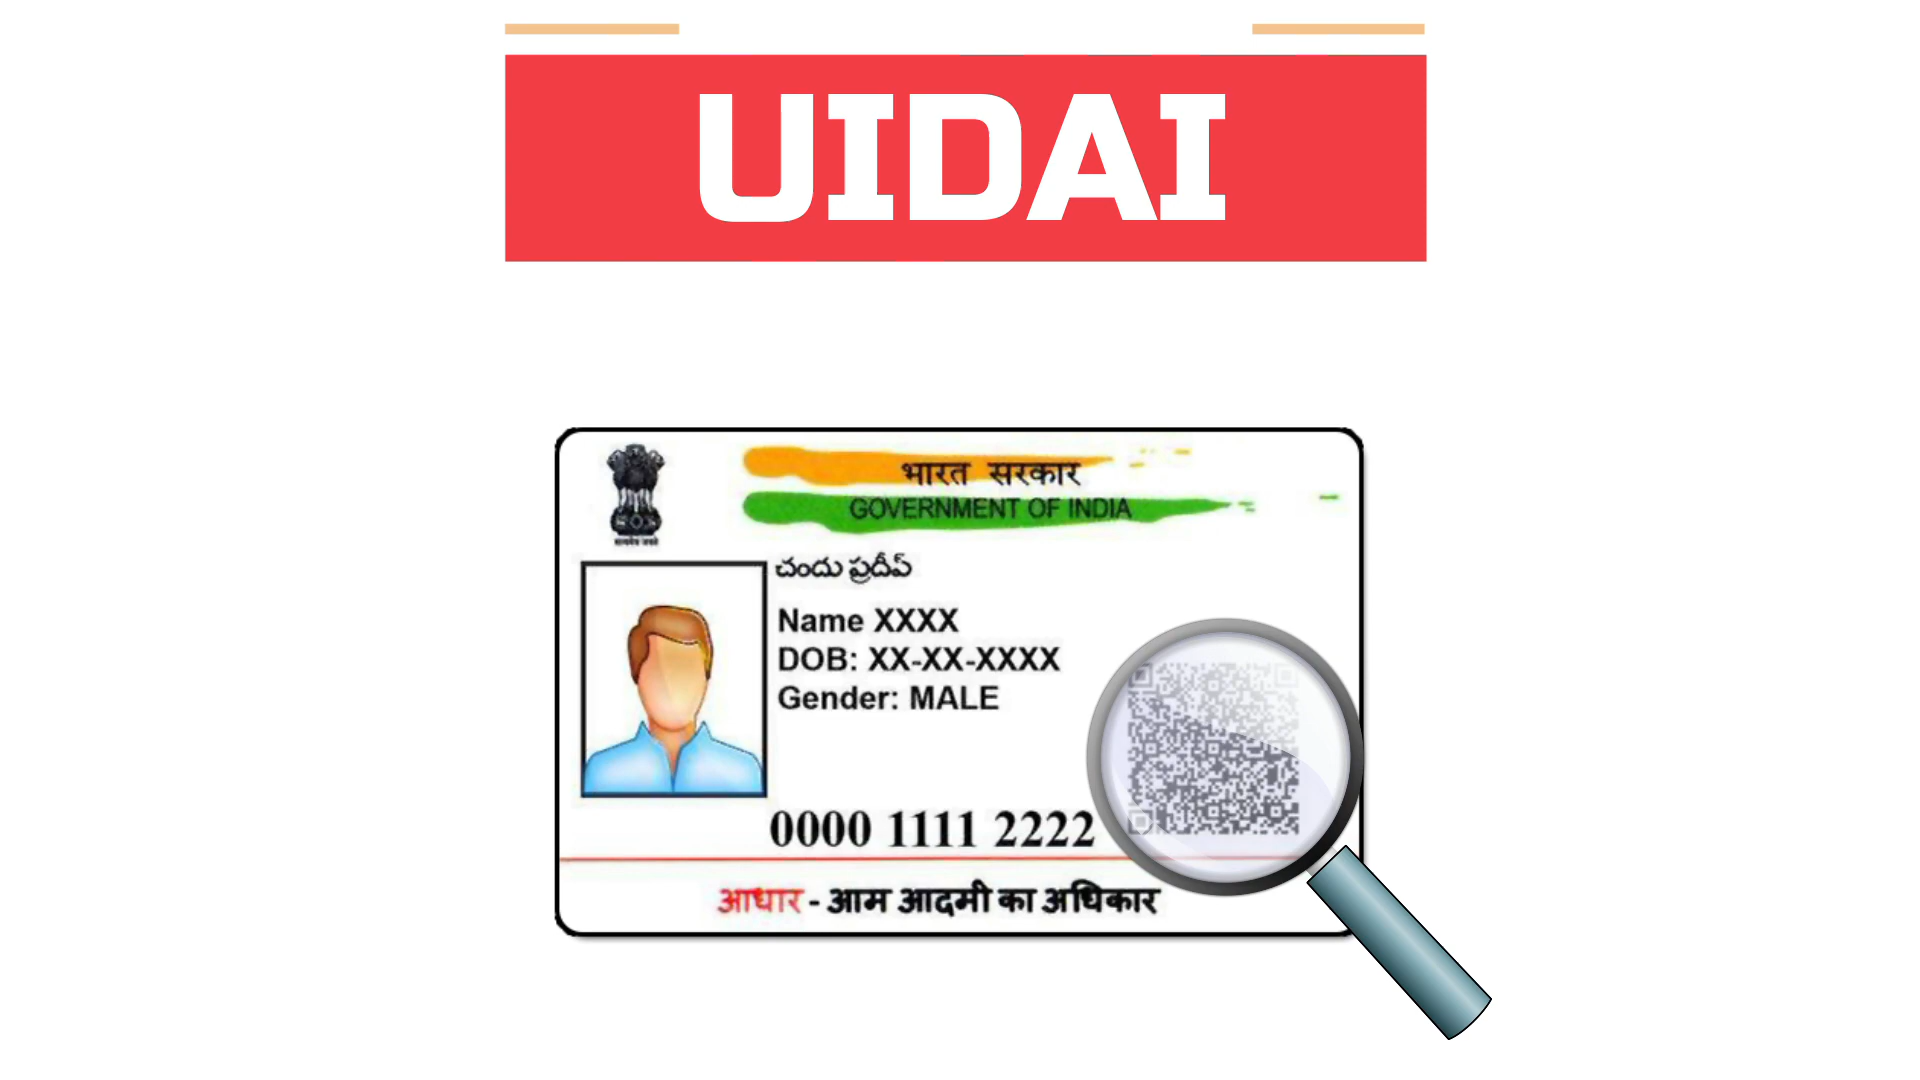 UIDAI
भारत सरकार
GOVERNMENT OF INDIA
చందు ప్రదీప్
Name XXXX
DOB: XX-XX-XXXX
Gender: MALE
0000 1111 2222
आधार - आम आदमी का अधिकार